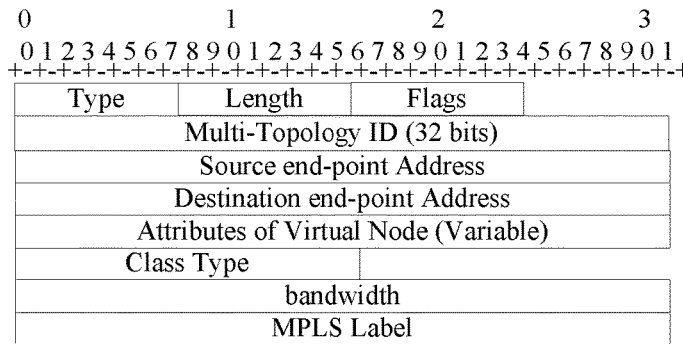 0 1 2 3
0 1 2 3 4 5 6 7 8 9 0 1 2 3 4 5 6 7 8 9 0 1 2 3 4 5 6 7 8 9 0 1
+-+-+-+-+-+-+-+-+-+-+-+-+-+-+-+-+-+-+-+-+-+-+-+-+-+-+-+-+-+-+-+-+
Type Length Flags
Multi-Topology ID (32 bits)
Source end-point Address
Destination end-point Address
Attributes of Virtual Node (Variable)
Class Type
bandwidth
MPLS Label